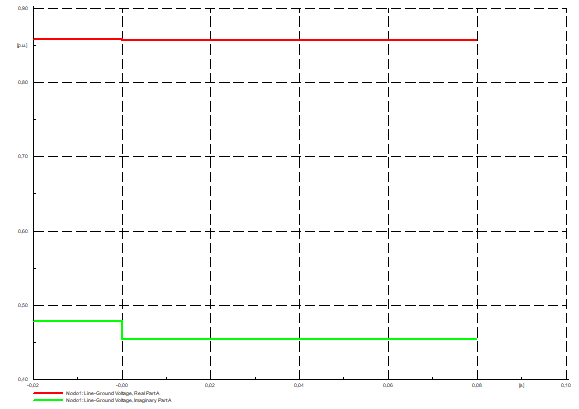 0,90
[p.u.]
0,80
0,70
0,60
0,50
0,40
-0,02 -0,00 0,02 0,04 0,06 0,08 [s] 0,10
Nodo1: Line-Ground Voltage, Real Part A
Nodo1: Line-Ground Voltage, Imaginary Part A